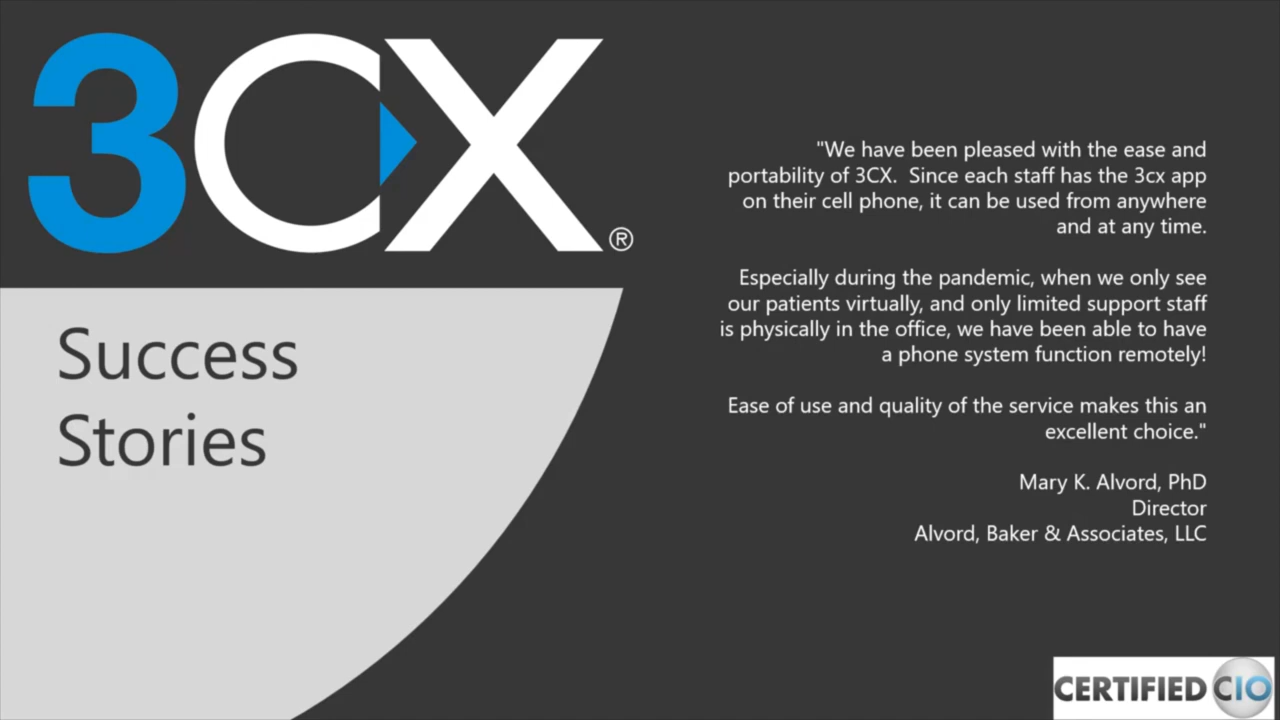 3CX®
Success
Stories
"We have been pleased with the ease and
portability of 3CX.  Since each staff has the 3cx app
on their cell phone, it can be used from anywhere
and at any time.
Especially during the pandemic, when we only see
our patients virtually, and only limited support staff
is physically in the office, we have been able to have
a phone system function remotely!
Ease of use and quality of the service makes this an
excellent choice."
Mary K. Alvord, PhD
Director
Alvord, Baker & Associates, LLC
CERTIFIED CIO